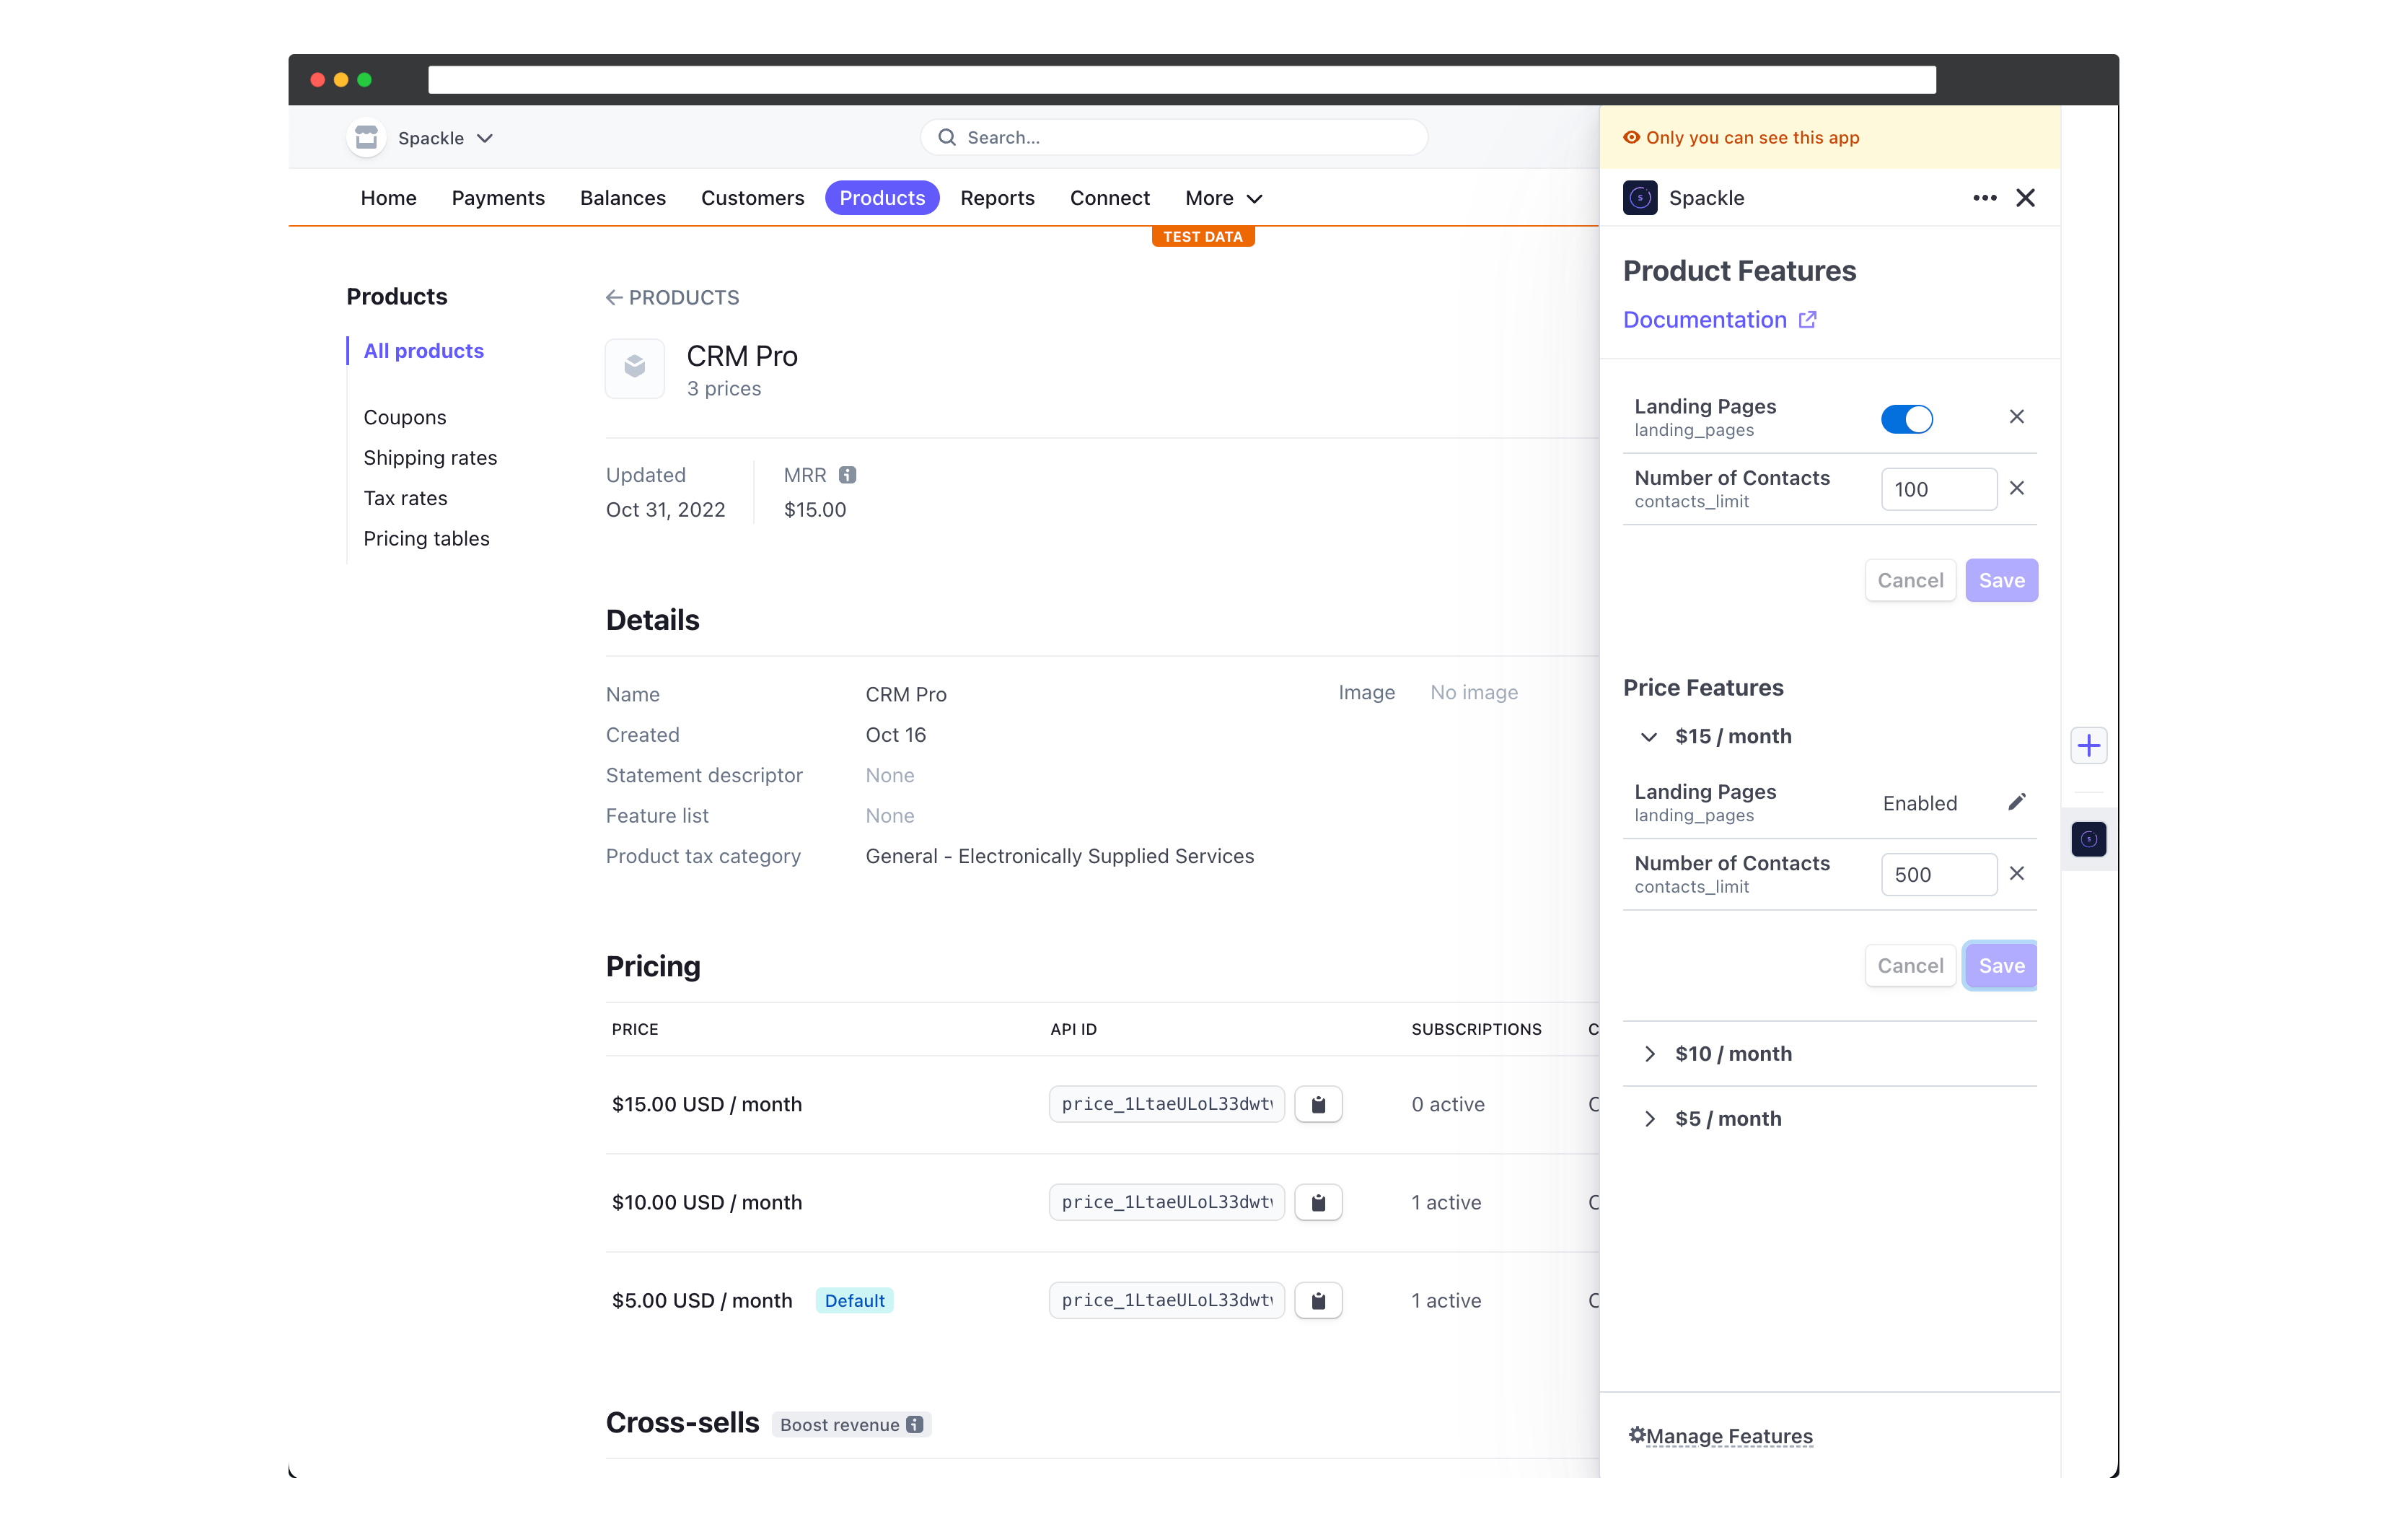 Spackle
Search...
Only you can see this app
Home Payments Balances Customers Products Reports Connect More
TEST DATA
Spackle
Products
All products
Coupons
Shipping rates
Tax rates
Pricing tables
← PRODUCTS
CRM Pro
3 prices
Updated
Oct 31, 2022
MRR
$15.00
Details
Name CRM Pro
Image No image
Created Oct 16
Statement descriptor None
Feature list None
Product tax category General - Electronically Supplied Services
Pricing
PRICE API ID SUBSCRIPTIONS
$15.00 USD / month price_1LtaeULoL33dwt 0 active
$10.00 USD / month price_1LtaeULoL33dwt 1 active
$5.00 USD / month Default price_1LtaeULoL33dwt 1 active
Cross-sells Boost revenue
Product Features
Documentation
Landing Pages
landing_pages
Number of Contacts
contacts_limit
100
Cancel Save
Price Features
$15 / month
Landing Pages
landing_pages
Enabled
Number of Contacts
contacts_limit
500
Cancel Save
$10 / month
$5 / month
Manage Features